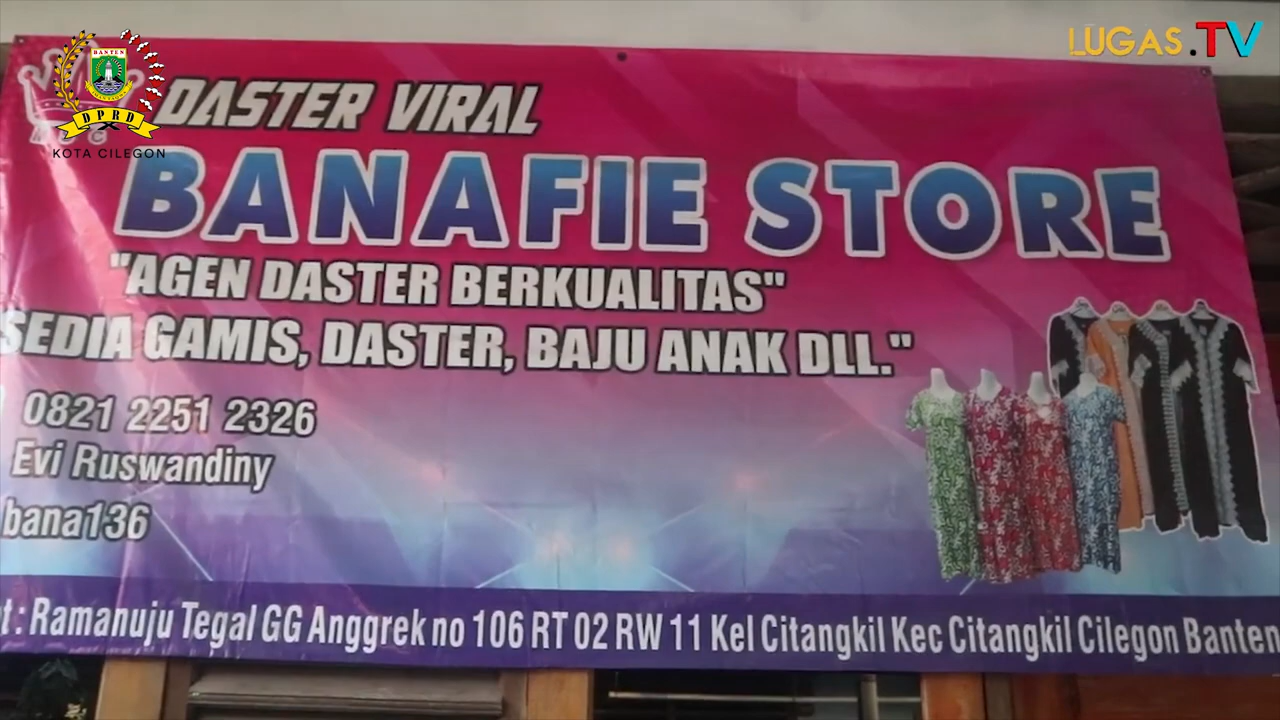 LUGAS.TV
BANTEN
DPRD
KOTA CILEGON
DASTER VIRAL
BANAFIE STORE
"AGEN DASTER BERKUALITAS"
SEDIA GAMIS, DASTER, BAJU ANAK DLL."
0821 2251 2326
Evi Ruswandiny
bana136
t : Ramanuju Tegal GG Anggrek no 106 RT 02 RW 11 Kel Citangkil Kec Citangkil Cilegon Banten